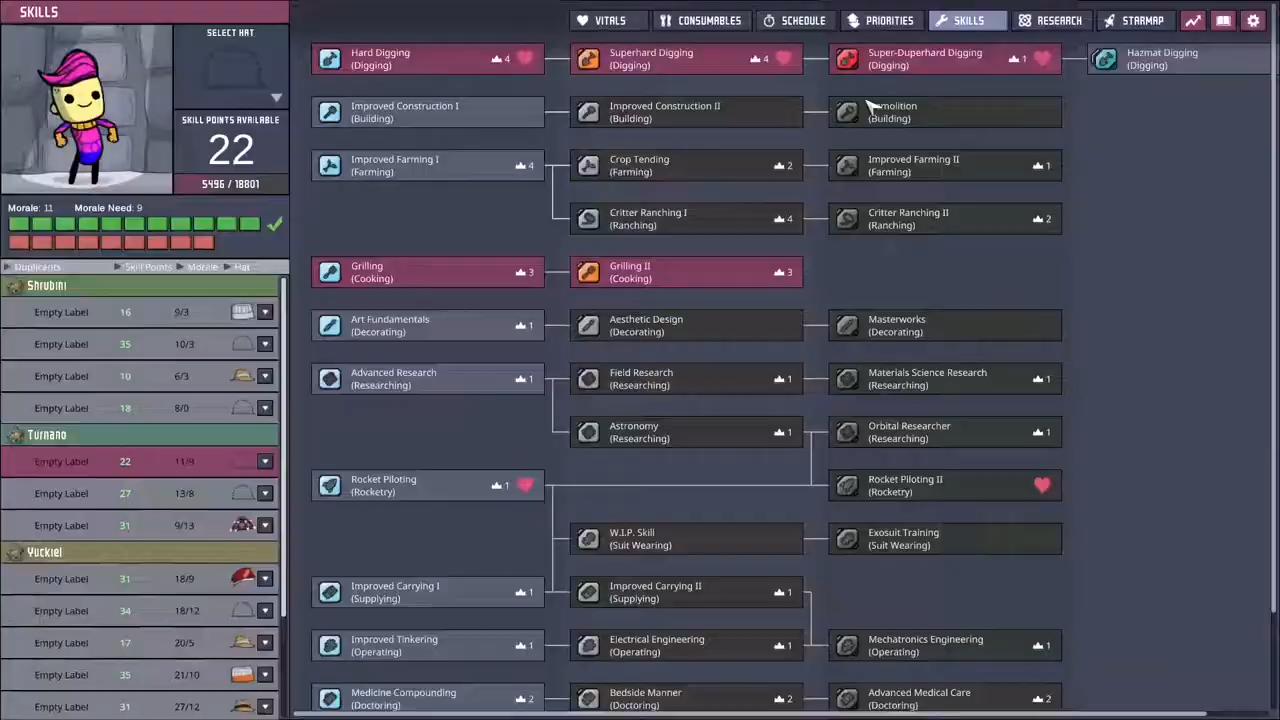 SKILLS
VITALS
CONSUMABLES
SCHEDULE
PRIORITIES
SKILLS
RESEARCH
STARMAP
SELECT HAT
SKILL POINTS AVAILABLE
22
5496 / 18801
Morale: 11 Morale Need: 9
Duplicants Skill Points Morale Hat
Shrubini
Empty Label 16 9/3
Empty Label 35 10/3
Empty Label 10 6/3
Empty Label 18 8/0
Turnano
Empty Label 22 11/9
Empty Label 27 13/8
Empty Label 31 9/13
Yuckiel
Empty Label 31 18/9
Empty Label 34 18/12
Empty Label 17 20/5
Empty Label 35 21/10
Empty Label 31 27/12
Hard Digging
(Digging)
4
Superhard Digging
(Digging)
4
Super-Duperhard Digging
(Digging)
1
Hazmat Digging
(Digging)
Improved Construction I
(Building)
Improved Construction II
(Building)
molition
(Building)
Improved Farming I
(Farming)
4
Crop Tending
(Farming)
2
Improved Farming II
(Farming)
1
Critter Ranching I
(Ranching)
4
Critter Ranching II
(Ranching)
2
Grilling
(Cooking)
3
Grilling II
(Cooking)
3
Art Fundamentals
(Decorating)
1
Aesthetic Design
(Decorating)
Masterworks
(Decorating)
Advanced Research
(Researching)
1
Field Research
(Researching)
1
Materials Science Research
(Researching)
1
Astronomy
(Researching)
1
Orbital Researcher
(Researching)
1
Rocket Piloting
(Rocketry)
1
Rocket Piloting II
(Rocketry)
W.I.P. Skill
(Suit Wearing)
Exosuit Training
(Suit Wearing)
Improved Carrying I
(Supplying)
1
Improved Carrying II
(Supplying)
1
Improved Tinkering
(Operating)
1
Electrical Engineering
(Operating)
1
Mechatronics Engineering
(Operating)
1
Medicine Compounding
(Doctoring)
2
Bedside Manner
(Doctoring)
2
Advanced Medical Care
(Doctoring)
2